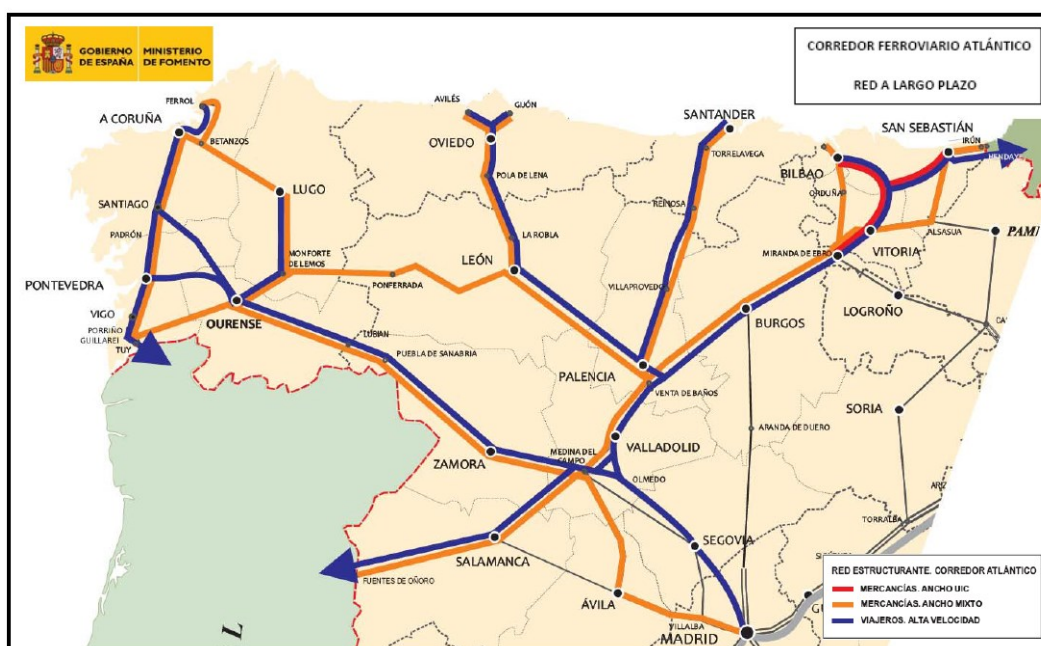 GOBIERNO
DE ESPAÑA
MINISTERIO
DE FOMENTO
CORREDOR FERROVIARIO ATLÁNTICO
RED A LARGO PLAZO
FERROL
A CORUÑA
BETANZOS
AVILÉS
GIJÓN
OVIEDO
SANTANDER
TORRELAVEGA
SAN SEBASTIÁN
IRÚN
HENDAY
BILBAO
ORDUÑA
POLA DE LENA
LUGO
SANTIAGO
REINOSA
PADRÓN
LA ROBLA
ALSASUA
PAM
VITORIA
MIRANDA DE EBRO
MONFORTE
DE LEMOS
LEÓN
PONFERRADA
PONTEVEDRA
VILLAPROVEDO
LOGROÑO
OURENSE
VIGO
BURGOS
PORRIÑO
GUILLAREI
TUY
LUBIAN
PUEBLA DE SANABRIA
PALENCIA
VENTA DE BAÑOS
SORIA
ARANDA DE DUERO
VALLADOLID
MEDINA DEL
CAMPO
ZAMORA
OLMEDO
TORRALBA
SEGOVIA
SALAMANCA
FUENTES DE OÑORO
ÁVILA
VILLALBA
MADRID
L
RED ESTRUCTURANTE. CORREDOR ATLÁNTICO
MERCANCÍAS. ANCHO UIC
MERCANCÍAS. ANCHO MIXTO
VIAJEROS. ALTA VELOCIDAD